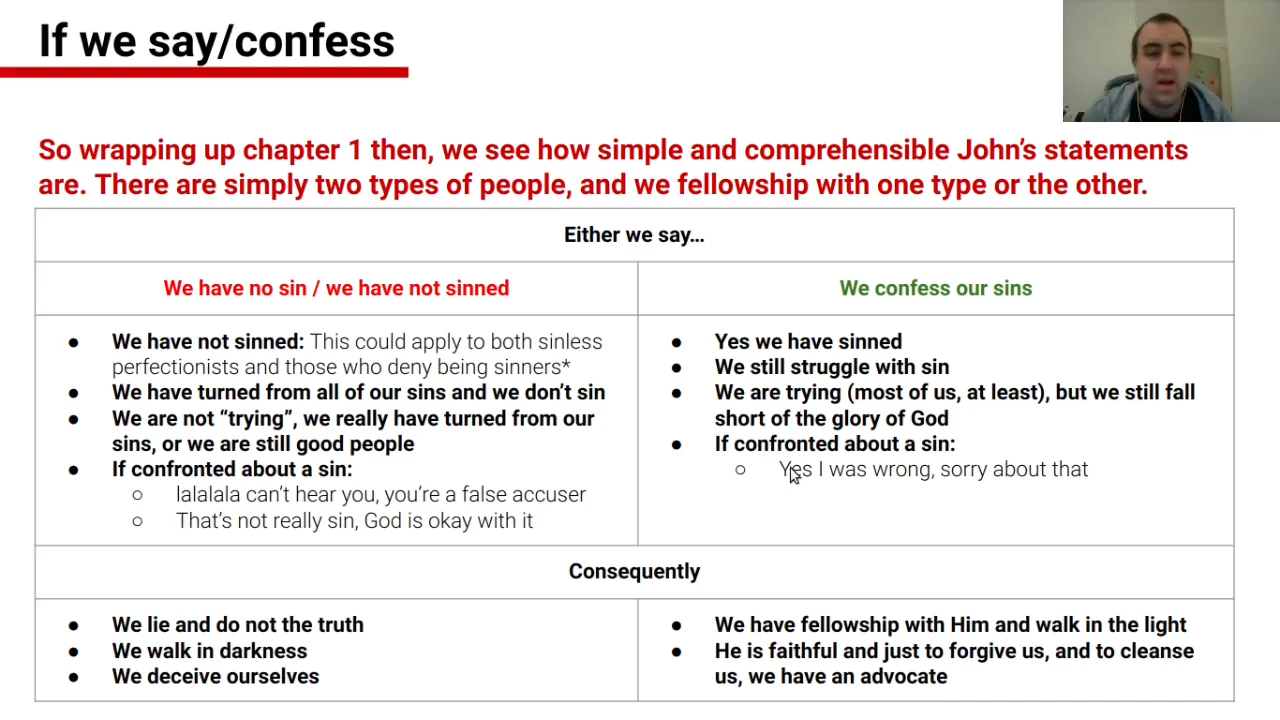 If we say/confess
So wrapping up chapter 1 then, we see how simple and comprehensible John’s statements
are. There are simply two types of people, and we fellowship with one type or the other.
Either we say…
We have no sin / we have not sinned
We confess our sins
● We have not sinned: This could apply to both sinless
perfectionists and those who deny being sinners*
● We have turned from all of our sins and we don’t sin
● We are not “trying”, we really have turned from our
sins, or we are still good people
● If confronted about a sin:
○ lalalala can’t hear you, you’re a false accuser
○ That’s not really sin, God is okay with it
● Yes we have sinned
● We still struggle with sin
● We are trying (most of us, at least), but we still fall
short of the glory of God
● If confronted about a sin:
○ Yes I was wrong, sorry about that
Consequently
● We lie and do not the truth
● We walk in darkness
● We deceive ourselves
● We have fellowship with Him and walk in the light
● He is faithful and just to forgive us, and to cleanse
us, we have an advocate